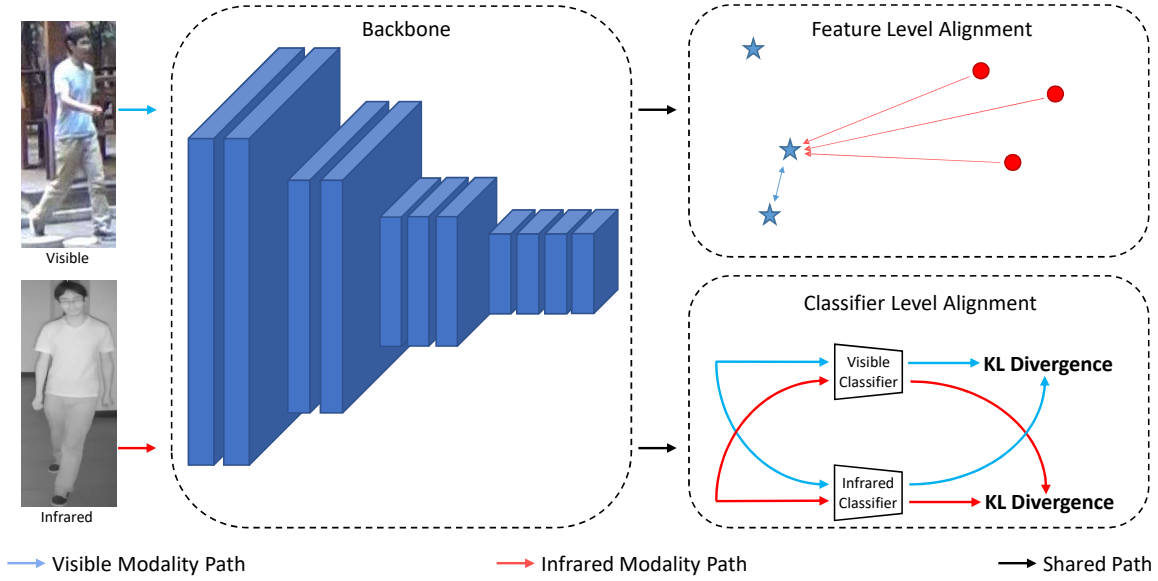 Backbone
Feature Level Alignment
Visible
Classifier Level Alignment
Visible
Classifier
KL Divergence
Infrared
Classifier
KL Divergence
Infrared
Visible Modality Path
Infrared Modality Path
Shared Path